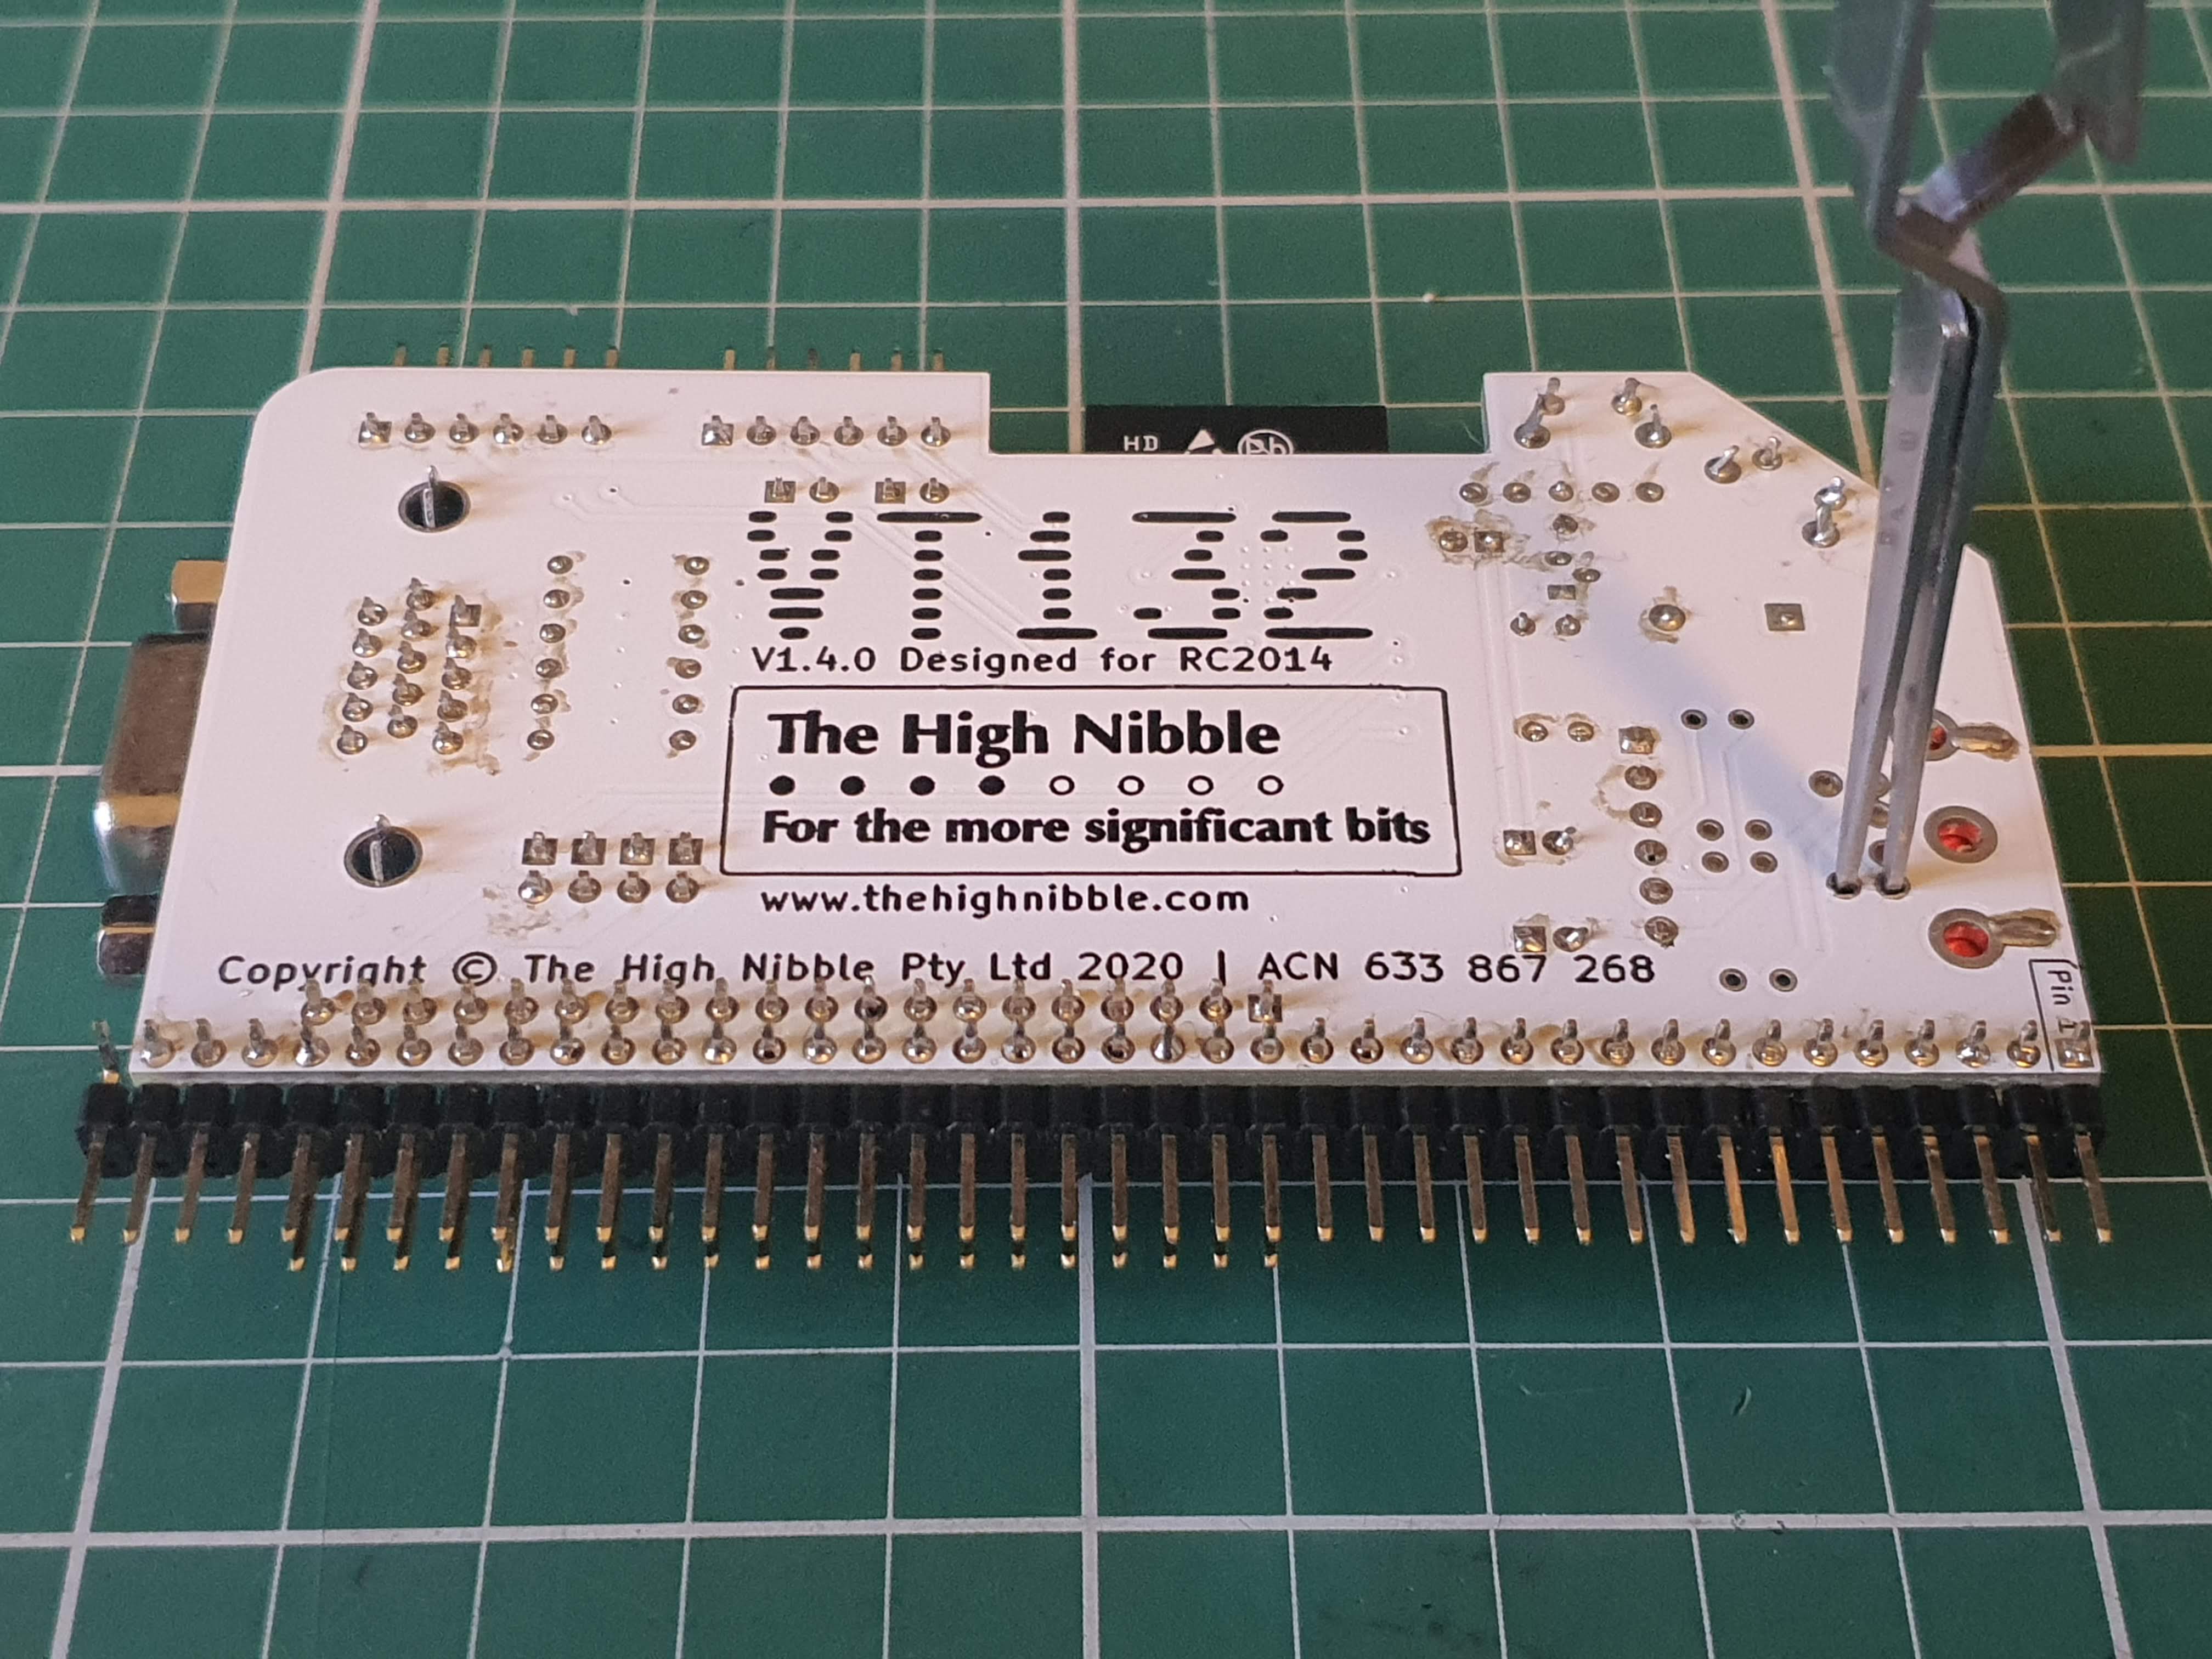 HD
Pb
VT132
V1.4.0 Designed for RC2014
The High Nibble
For the more significant bits
www.thehighnibble.com
Copyright © The High Nibble Pty Ltd 2020 | ACN 633 867 268
Pin 1